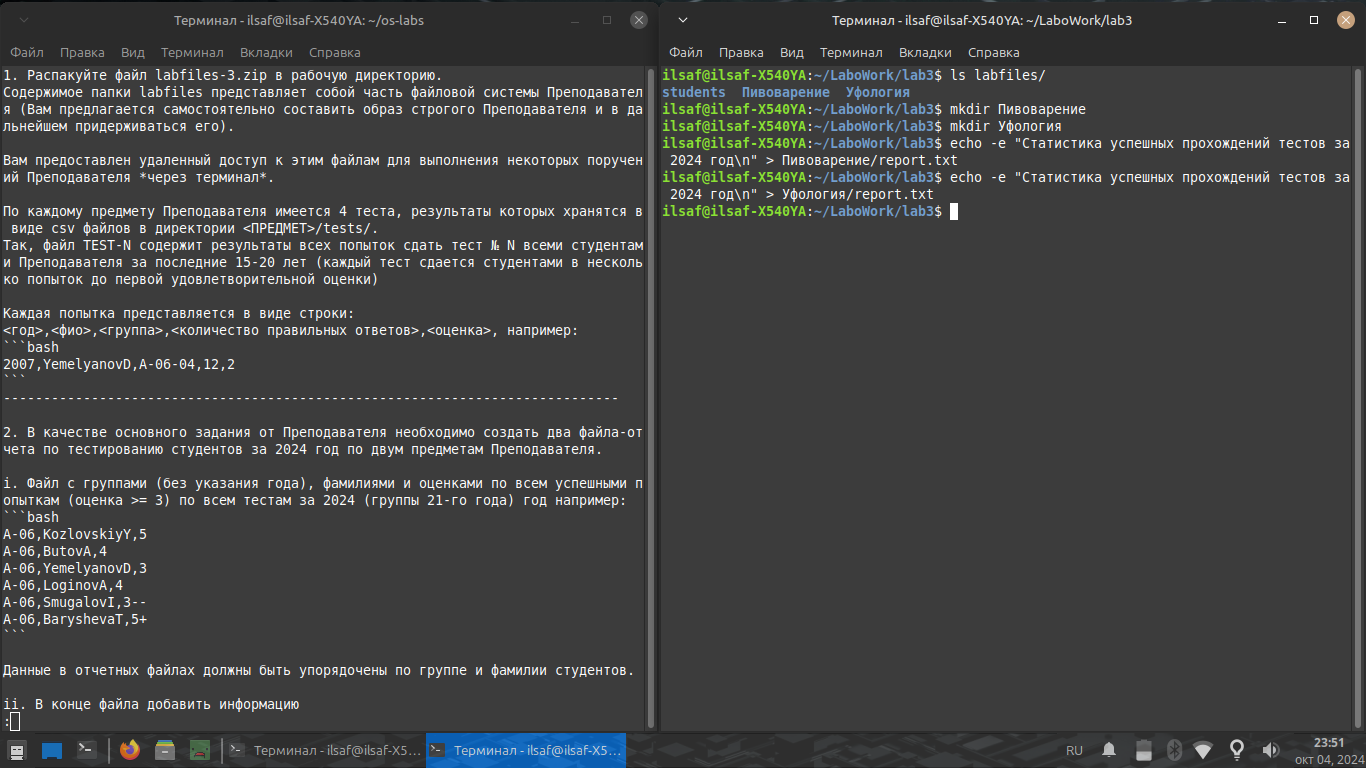 Терминал - ilsaf@ilsaf-X540YA: ~/os-labs
Файл Правка Вид Терминал Вкладки Справка
1. Распакуйте файл labfiles-3.zip в рабочую директорию.
Содержимое папки labfiles представляет собой часть файловой системы Преподавател
я (Вам предлагается самостоятельно составить образ строгого Преподавателя и в да
льнейшем придерживаться его).
Вам предоставлен удаленный доступ к этим файлам для выполнения некоторых поручен
ий Преподавателя *через терминал*.
По каждому предмету Преподавателя имеется 4 теста, результаты которых хранятся в
виде csv файлов в директории <ПРЕДМЕТ>/tests/.
Так, файл TEST-N содержит результаты всех попыток сдать тест № N всеми студентам
и Преподавателя за последние 15-20 лет (каждый тест сдается студентами в несколь
ко попыток до первой удовлетворительной оценки)
Каждая попытка представляется в виде строки:
<год>,<фио>,<группа>,<количество правильных ответов>,<оценка>, например:
```bash
2007,YemelyanovD,A-06-04,12,2
```
-----------------------------------------------------------------------------
2. В качестве основного задания от Преподавателя необходимо создать два файла-от
чета по тестированию студентов за 2024 год по двум предметам Преподавателя.
i. Файл с группами (без указания года), фамилиями и оценками по всем успешными п
опыткам (оценка >= 3) по всем тестам за 2024 (группы 21-го года) год например:
```bash
A-06,KozlovskiyY,5
A-06,ButovA,4
A-06,YemelyanovD,3
A-06,LoginovA,4
A-06,SmugalovI,3--
A-06,BaryshevaT,5+
```
Данные в отчетных файлах должны быть упорядочены по группе и фамилии студентов.
ii. В конце файла добавить информацию
:
Терминал - ilsaf@ilsaf-X540YA: ~/LaboWork/lab3
Файл Правка Вид Терминал Вкладки Справка
ilsaf@ilsaf-X540YA:~/LaboWork/lab3$ ls labfiles/
students Пивоварение Уфология
ilsaf@ilsaf-X540YA:~/LaboWork/lab3$ mkdir Пивоварение
ilsaf@ilsaf-X540YA:~/LaboWork/lab3$ mkdir Уфология
ilsaf@ilsaf-X540YA:~/LaboWork/lab3$ echo -e "Статистика успешных прохождений тестов за
2024 год\n" > Пивоварение/report.txt
ilsaf@ilsaf-X540YA:~/LaboWork/lab3$ echo -e "Статистика успешных прохождений тестов за
2024 год\n" > Уфология/report.txt
ilsaf@ilsaf-X540YA:~/LaboWork/lab3$
Терминал - ilsaf@ilsaf-X5...
Терминал - ilsaf@ilsaf-X5...
RU
23:51
окт 04, 2024